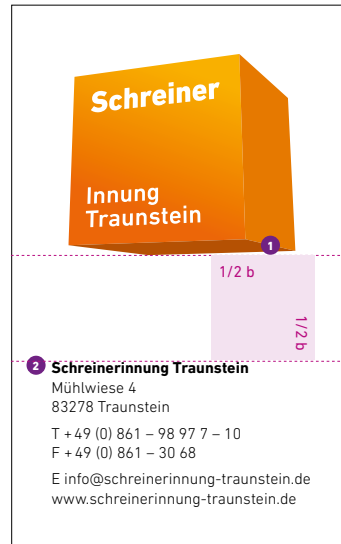 Schreiner
Innung
Traunstein
1
1/2 b
1/2 b
2 Schreinerinnung Traunstein
Mühlwiese 4
83278 Traunstein
T +49 (0) 861 – 98 97 7 – 10
F +49 (0) 861 – 30 68
E info@schreinerinnung-traunstein.de
www.schreinerinnung-traunstein.de